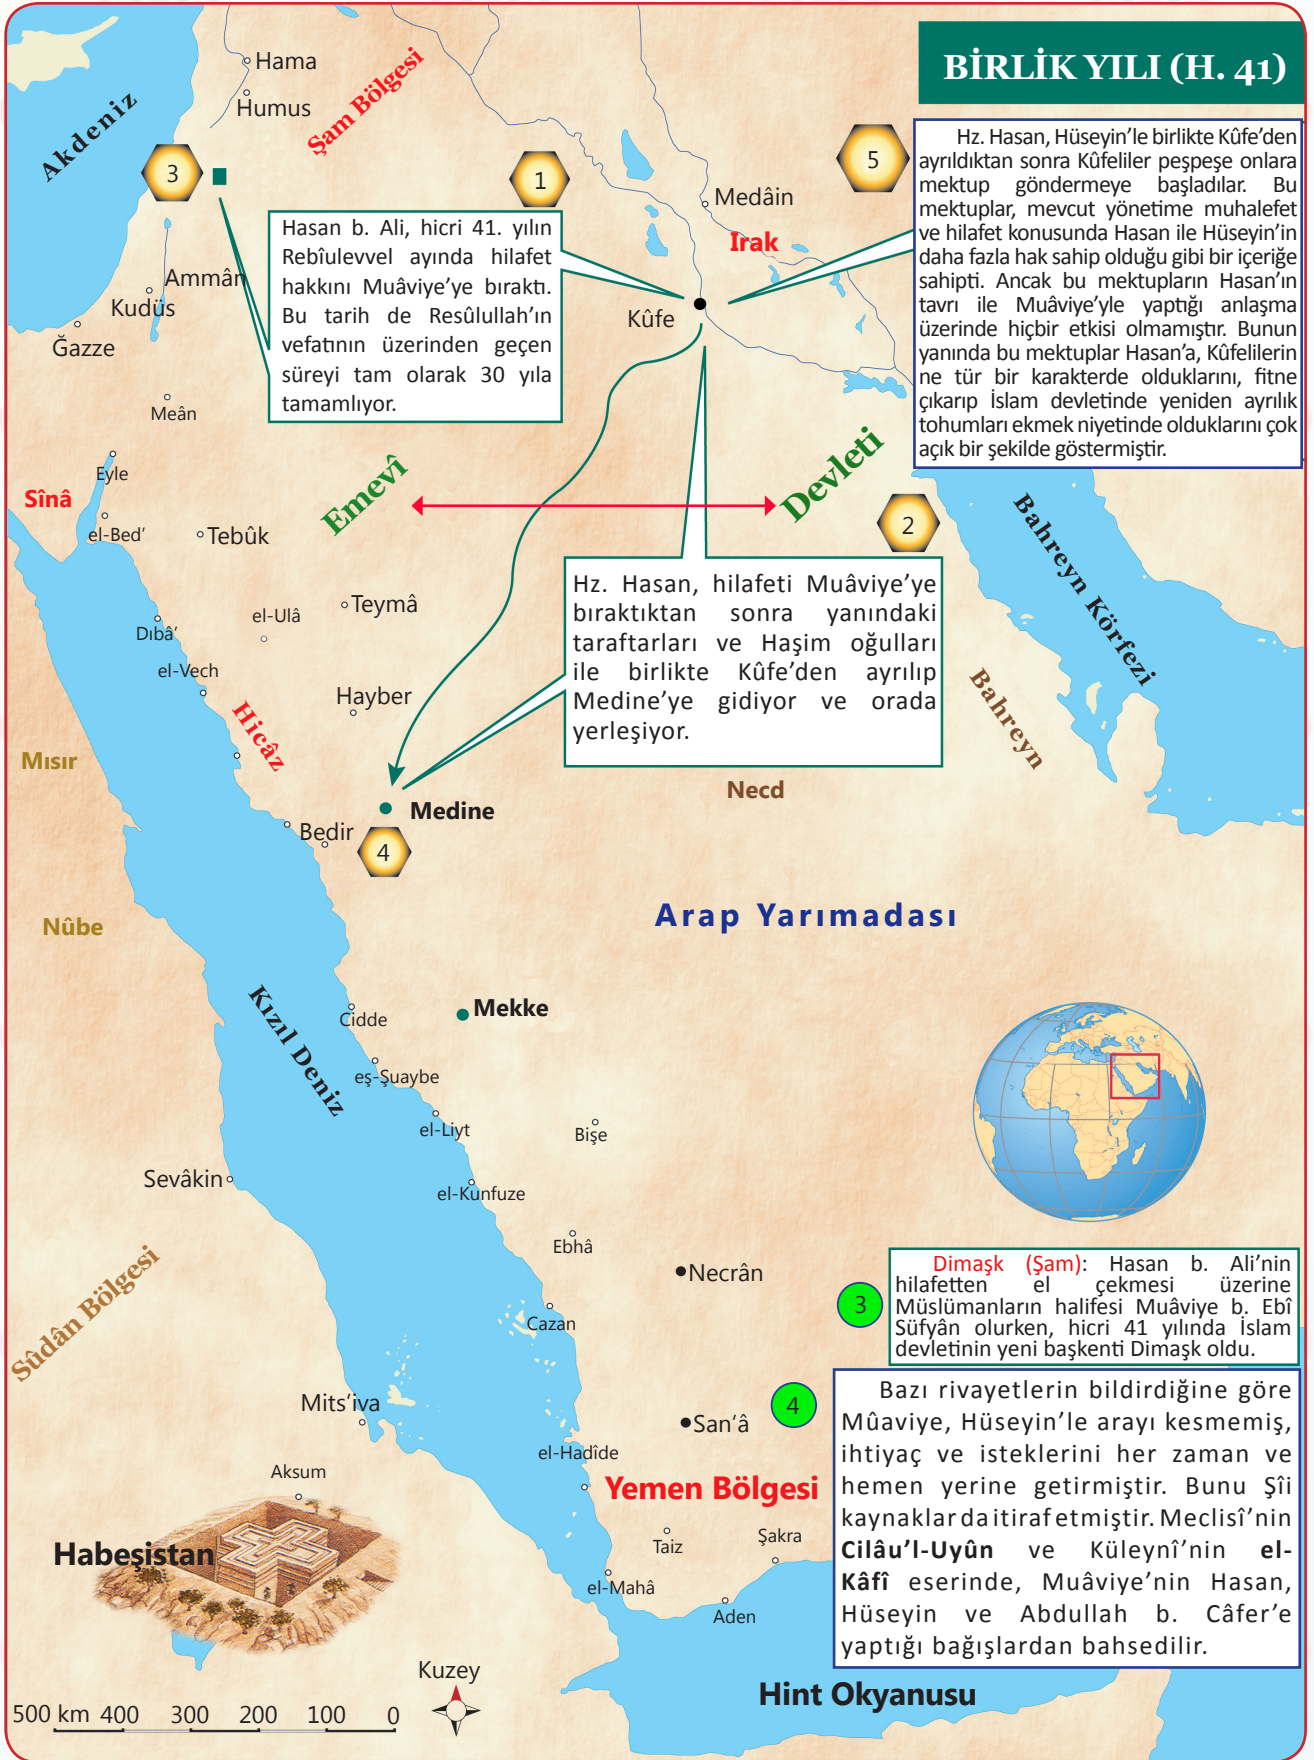 BİRLİK YILI (H. 41)
Hama
Humus
Şam Bölgesi
Akdeniz
3
1
5
Hz. Hasan, Hüseyin’le birlikte Kûfe’den
ayrıldıktan sonra Kûfeliler peşpeşe onlara
mektup göndermeye başladılar. Bu
mektuplar, mevcut yönetime muhalefet
ve hilafet konusunda Hasan ile Hüseyin’in
daha fazla hak sahip olduğu gibi bir içeriğe
sahipti. Ancak bu mektupların Hasan’ın
tavrı ile Muâviye’yle yaptığı anlaşma
üzerinde hiçbir etkisi olmamıştır. Bunun
yanında bu mektuplar Hasan’a, Kûfelilerin
ne tür bir karakterde olduklarını, fitne
çıkarıp İslam devletinde yeniden ayrılık
tohumları ekmek niyetinde olduklarını çok
açık bir şekilde göstermiştir.
Medâin
Irak
Hasan b. Ali, hicri 41. yılın
Rebîulevvel ayında hilafet
hakkını Muâviye’ye bıraktı.
Bu tarih de Resûlullah’ın
vefatının üzerinden geçen
süreyi tam olarak 30 yıla
tamamlıyor.
Ammân
Kudüs
Ğazze
Kûfe
Meân
Eyle
Sînâ
el-Bed’
Tebûk
Emevî
Devleti
2
Bahreyn Körfezi
Hz. Hasan, hilafeti Muâviye’ye
bıraktıktan sonra yanındaki
taraftarları ve Haşim oğulları
ile birlikte Kûfe’den ayrılıp
Medine’ye gidiyor ve orada
yerleşiyor.
Teymâ
el-Ulâ
Dıbâ’
el-Vech
Hayber
Hicâz
Bahreyn
Mısır
Necd
Medine
Bedir
4
Arap Yarımadası
Nûbe
Kızıl Deniz
Mekke
Cidde
eş-Şuaybe
el-Liyt
Bişe
Sevâkin
el-Kunfuze
Ebhâ
Necrân
Sûdân Bölgesi
Cazan
3
Dimaşk (Şam): Hasan b. Ali’nin
hilafetten el çekmesi üzerine
Müslümanların halifesi Muâviye b. Ebî
Süfyân olurken, hicri 41 yılında İslam
devletinin yeni başkenti Dimaşk oldu.
4
Bazı rivayetlerin bildirdiğine göre
Mûaviye, Hüseyin’le arayı kesmemiş,
ihtiyaç ve isteklerini her zaman ve
hemen yerine getirmiştir. Bunu Şîi
kaynaklar da itiraf etmiştir. Meclisî’nin
Cilâu’l-Uyûn ve Küleynî’nin el-
Kâfî eserinde, Muâviye’nin Hasan,
Hüseyin ve Abdullah b. Câfer’e
yaptığı bağışlardan bahsedilir.
Mits’iva
San’â
el-Hadîde
Aksum
Yemen Bölgesi
Taiz
Şakra
Habeşistan
el-Mahâ
Aden
Kuzey
Hint Okyanusu
500 km 400 300 200 100 0